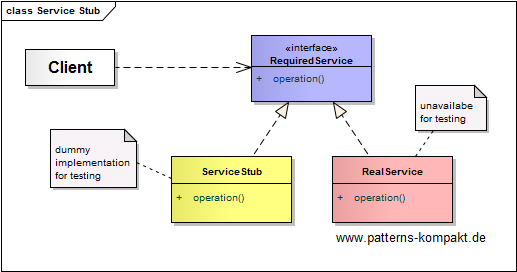 class Service Stub
Client
«interface»
RequiredService
+ operation()
unavailabe
for testing
dummy
implementation
for testing
ServiceStub
+ operation()
RealService
+ operation()
www.patterns-kompakt.de